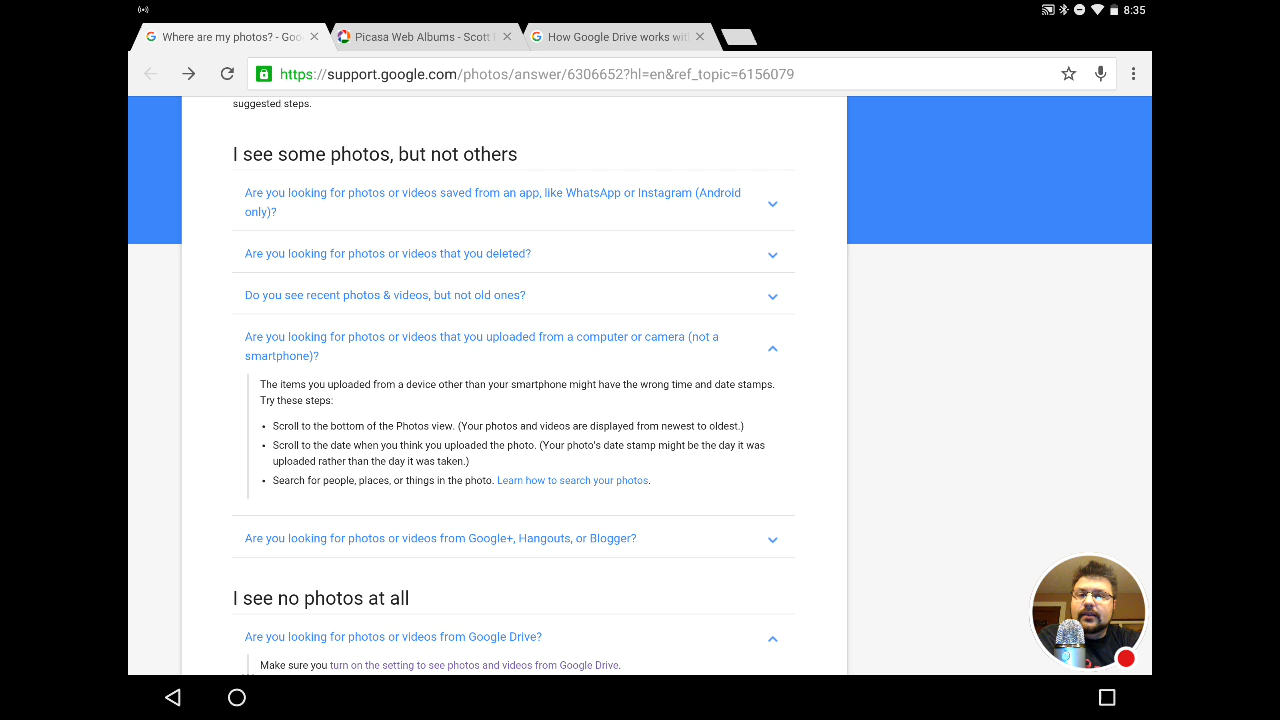 8:35
Where are my photos? - Goo
Picasa Web Albums - Scott
How Google Drive works wit
https://support.google.com/photos/answer/6306652?hl=en&ref_topic=6156079
suggested steps.
I see some photos, but not others
Are you looking for photos or videos saved from an app, like WhatsApp or Instagram (Android
only)?
Are you looking for photos or videos that you deleted?
Do you see recent photos & videos, but not old ones?
Are you looking for photos or videos that you uploaded from a computer or camera (not a
smartphone)?
The items you uploaded from a device other than your smartphone might have the wrong time and date stamps.
Try these steps:
• Scroll to the bottom of the Photos view. (Your photos and videos are displayed from newest to oldest.)
• Scroll to the date when you think you uploaded the photo. (Your photo's date stamp might be the day it was
uploaded rather than the day it was taken.)
• Search for people, places, or things in the photo. Learn how to search your photos.
Are you looking for photos or videos from Google+, Hangouts, or Blogger?
I see no photos at all
Are you looking for photos or videos from Google Drive?
Make sure you turn on the setting to see photos and videos from Google Drive.